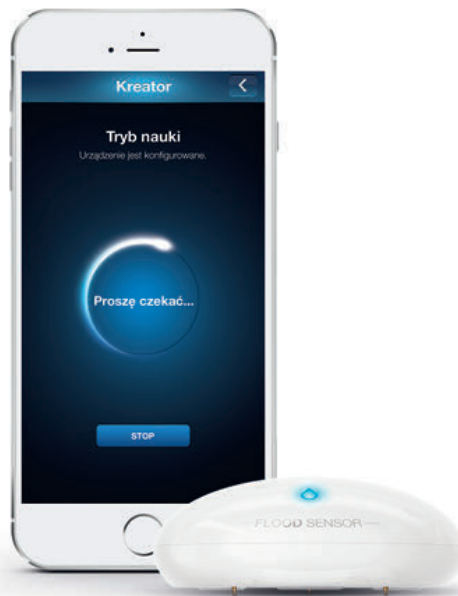 Kreator
Tryb nauki
Urządzenie jest konfigurowane.
Proszę czekać...
STOP
FLOOD SENSOR